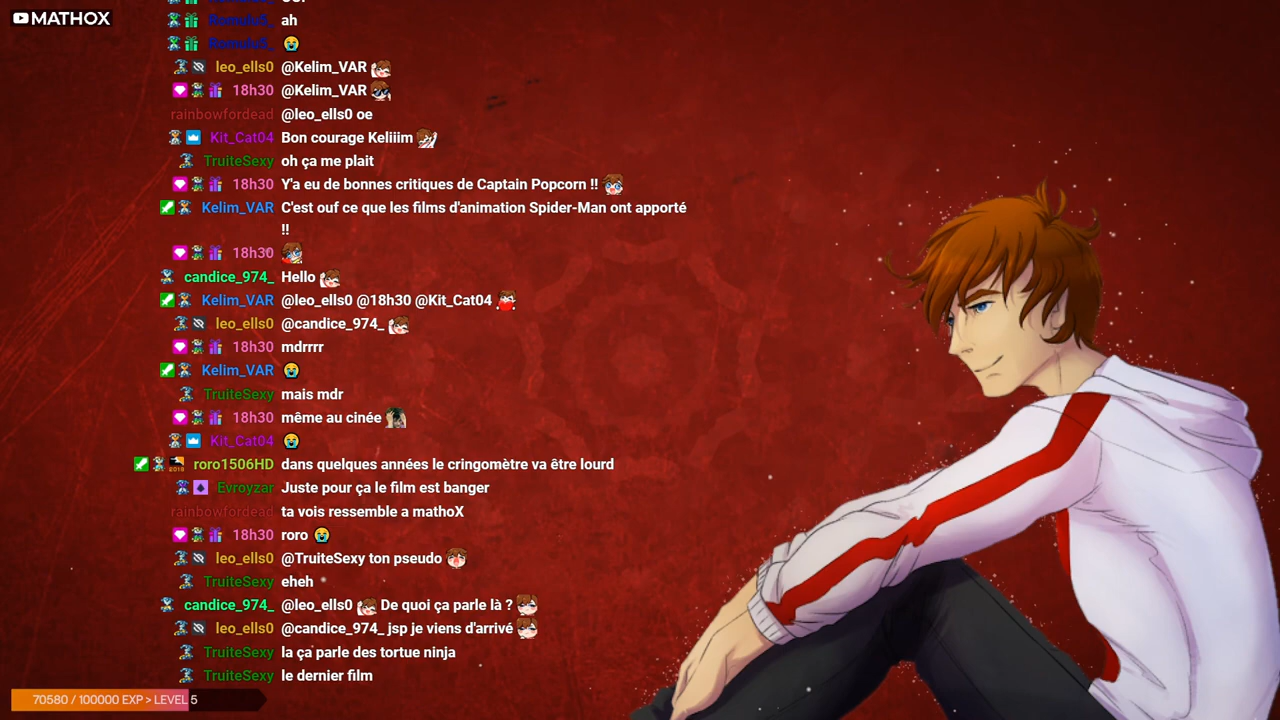 MATHOX
Romulu5_ ah
Romulu5_
leo_ells0 @Kelim_VAR
18h30 @Kelim_VAR
rainbowfordead @leo_ells0 oe
Kit_Cat04 Bon courage Keliiim
TruiteSexy oh ça me plait
18h30 Y'a eu de bonnes critiques de Captain Popcorn !!
Kelim_VAR C'est ouf ce que les films d'animation Spider-Man ont apporté
!!
18h30
candice_974_ Hello
Kelim_VAR @leo_ells0 @18h30 @Kit_Cat04
leo_ells0 @candice_974_
18h30 mdrrrr
Kelim_VAR
TruiteSexy mais mdr
18h30 même au cinée
Kit_Cat04
roro1506HD dans quelques années le cringomètre va être lourd
Evroyzar Juste pour ça le film est banger
rainbowfordead ta vois ressemble a mathoX
18h30 roro
leo_ells0 @TruiteSexy ton pseudo
TruiteSexy eheh
candice_974_ @leo_ells0 De quoi ça parle là ?
leo_ells0 @candice_974_ jsp je viens d'arrivé
TruiteSexy la ça parle des tortue ninja
TruiteSexy le dernier film
70580 / 100000 EXP > LEVEL 5